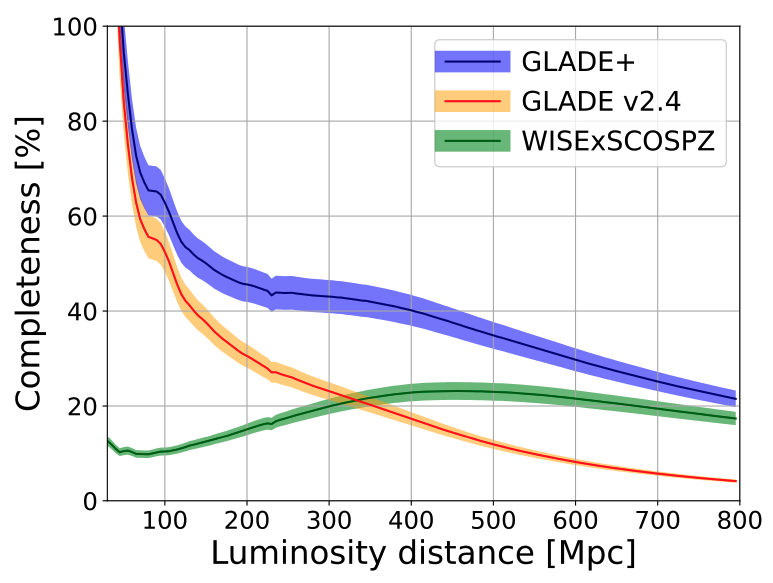 100
80
60
40
20
0
Completeness [%]
GLADE+
GLADE v2.4
WISExSCOSPZ
100 200 300 400 500 600 700 800
Luminosity distance [Mpc]